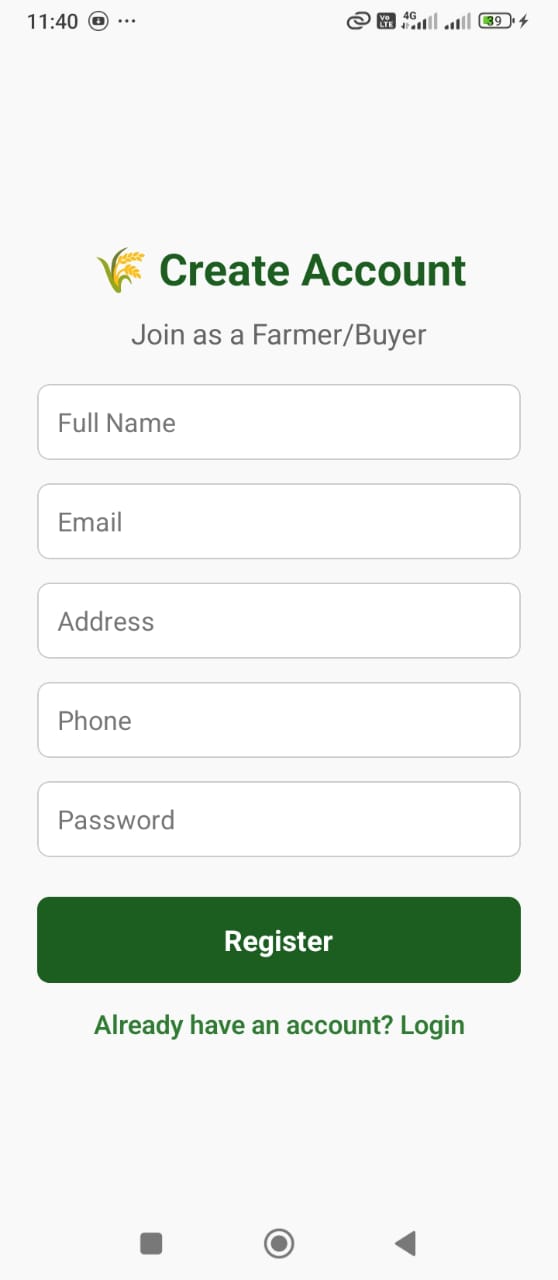 11:40
Vo LTE 4G 39
Create Account
Join as a Farmer/Buyer
Full Name
Email
Address
Phone
Password
Register
Already have an account? Login